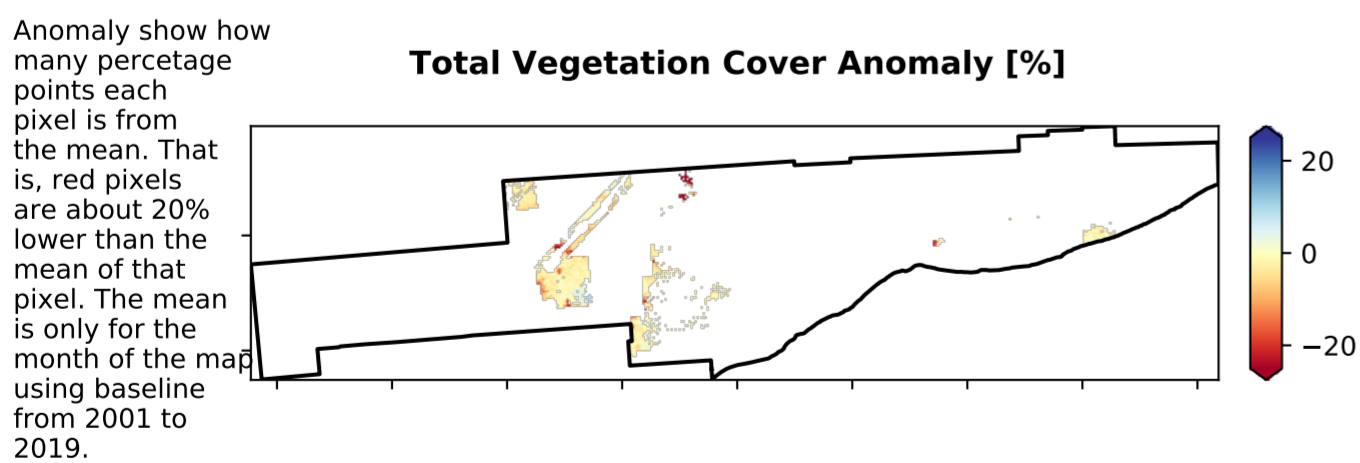 Anomaly show how
many percetage
points each
pixel is from
the mean. That
is, red pixels
are about 20%
lower than the
mean of that
pixel. The mean
is only for the
month of the map
using baseline
from 2001 to
2019.
Total Vegetation Cover Anomaly [%]
20
0
−20